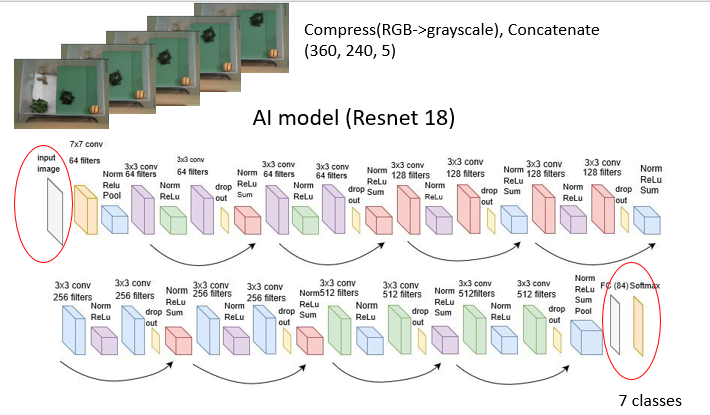 Compress(RGB->grayscale), Concatenate
(360, 240, 5)
AI model (Resnet 18)
input
image
7x7 conv
64 filters
Norm
Relu
Pool
3x3 conv
64 filters
Norm
ReLu
3x3 conv
64 filters
drop
out
Norm
ReLu
Sum
3x3 conv
64 filters
Norm
ReLu
3x3 conv
64 filters
drop
out
Norm
ReLu
Sum
3x3 conv
128 filters
Norm
ReLu
3x3 conv
128 filters
drop
out
Norm
ReLu
Sum
3x3 conv
128 filters
Norm
ReLu
3x3 conv
128 filters
drop
out
Norm
ReLu
Sum
3x3 conv
256 filters
Norm
ReLu
3x3 conv
256 filters
drop
out
Norm
ReLu
Sum
3x3 conv
256 filters
Norm
ReLu
3x3 conv
256 filters
drop
out
Norm
ReLu
Sum
3x3 conv
512 filters
Norm
ReLu
3x3 conv
512 filters
drop
out
Norm
ReLu
Sum
3x3 conv
512filters
Norm
ReLu
3x3 conv
512 filters
drop
out
Norm
ReLu
Sum
Pool
FC (84)
Softmax
7 classes